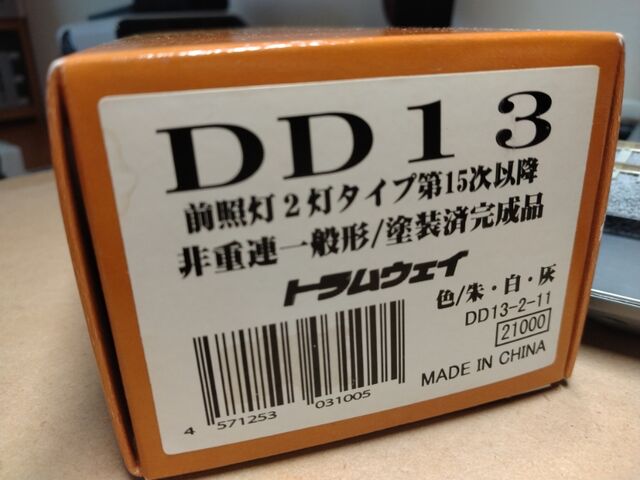 DD13
前照灯2灯タイプ第15次以降
非重連一般形/塗装済完成品
トラムウェイ
色/朱・白・灰
DD13-2-11
21000
MADE IN CHINA
4 571253 031005